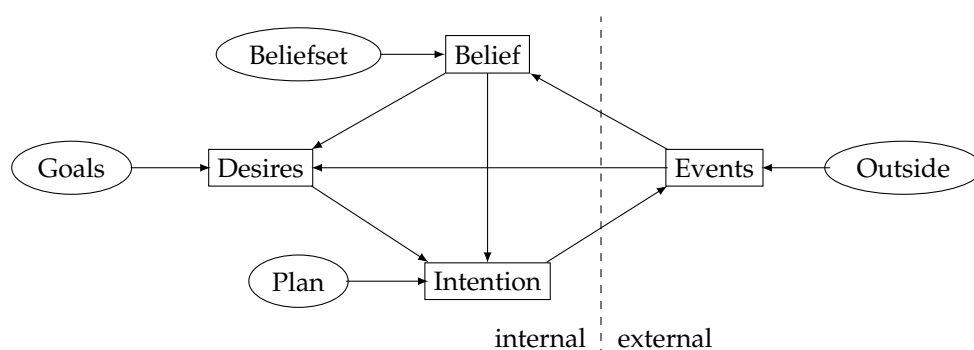 Beliefset
Belief
Goals
Desires
Events
Outside
Plan
Intention
internal
external